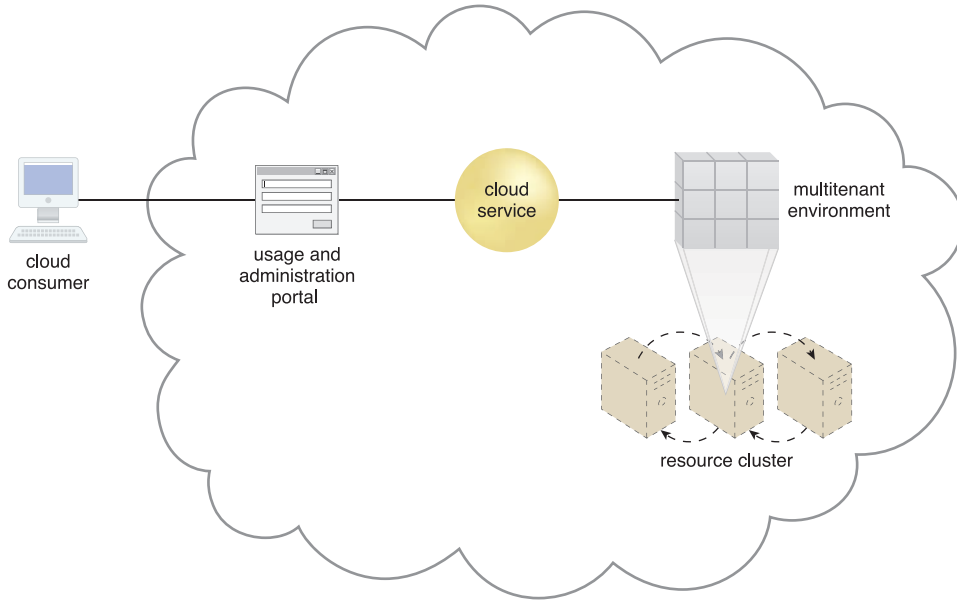 cloud
consumer
usage and
administration
portal
cloud
service
multitenant
environment
resource cluster